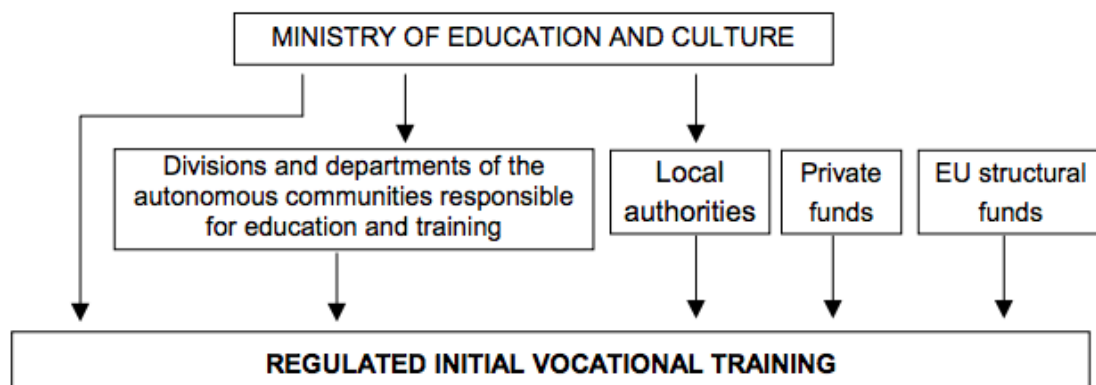 MINISTRY OF EDUCATION AND CULTURE
Divisions and departments of the
autonomous communities responsible
for education and training
Local
authorities
Private
funds
EU structural
funds
REGULATED INITIAL VOCATIONAL TRAINING